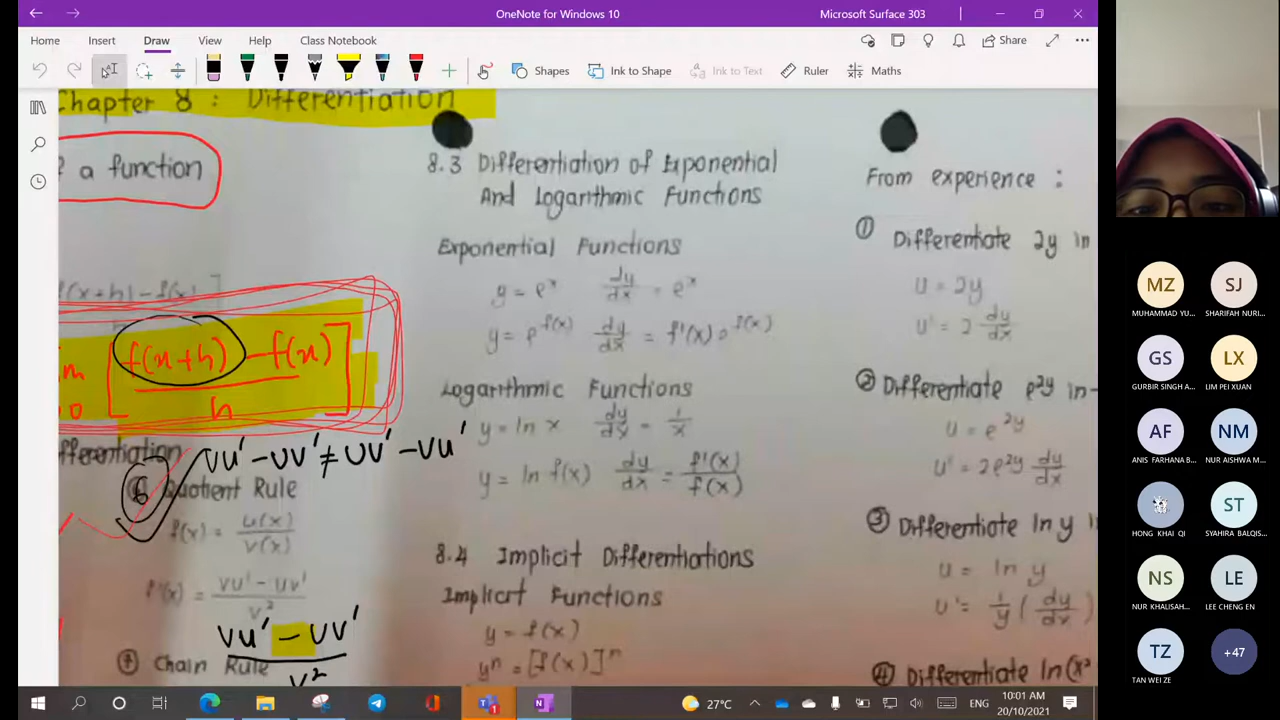 OneNote for Windows 10
Microsoft Surface 303
Home
Insert
Draw
View
Help
Class Notebook
Share
Shapes
Ink to Shape
Ink to Text
Ruler
Maths
Chapter 8 : Differentiation
a function
f(x+h) - f(x) ]
[ f(x+h) - f(x) ]
h
vu' - uv' ≠ uv' - vu'
6 Quotient Rule
f(x) = u(x)
v(x)
f'(x) = vu' - uv'
v²
vu' - uv'
v²
⑦ Chain Rule
8.3 Differentiation of Exponential
And Logarithmic Functions
Exponential Functions
y = e^x dy/dx = e^x
y = e^f(x) dy/dx = f'(x) e^f(x)
Logarithmic Functions
y = ln x dy/dx = 1/x
y = ln f(x) dy/dx = f'(x)/f(x)
8.4 Implicit Differentiations
Implicit Functions
y = f(x)
yⁿ = [f(x)]ⁿ
From experience :
① Differentiate 2y in
u = 2y
u' = 2 dy/dx
② Differentiate e^2y in
u = e^2y
u' = 2e^2y dy/dx
③ Differentiate ln y
u = ln y
u' = 1/y (dy/dx)
④ Differentiate ln(x²
MZ
MUHAMMAD YU...
SJ
SHARIFAH NURI...
GS
GURBIR SINGH A...
LX
LIM PEI XUAN
AF
ANIS FARHANA B...
NM
NUR AISHWA M...
HONG KHAI QI
ST
SYAHIRA BALQIS...
NS
NUR KHALISAH...
LE
LEE CHENG EN
TZ
TAN WEI ZE
+47
27°C
ENG
10:01 AM
20/10/2021